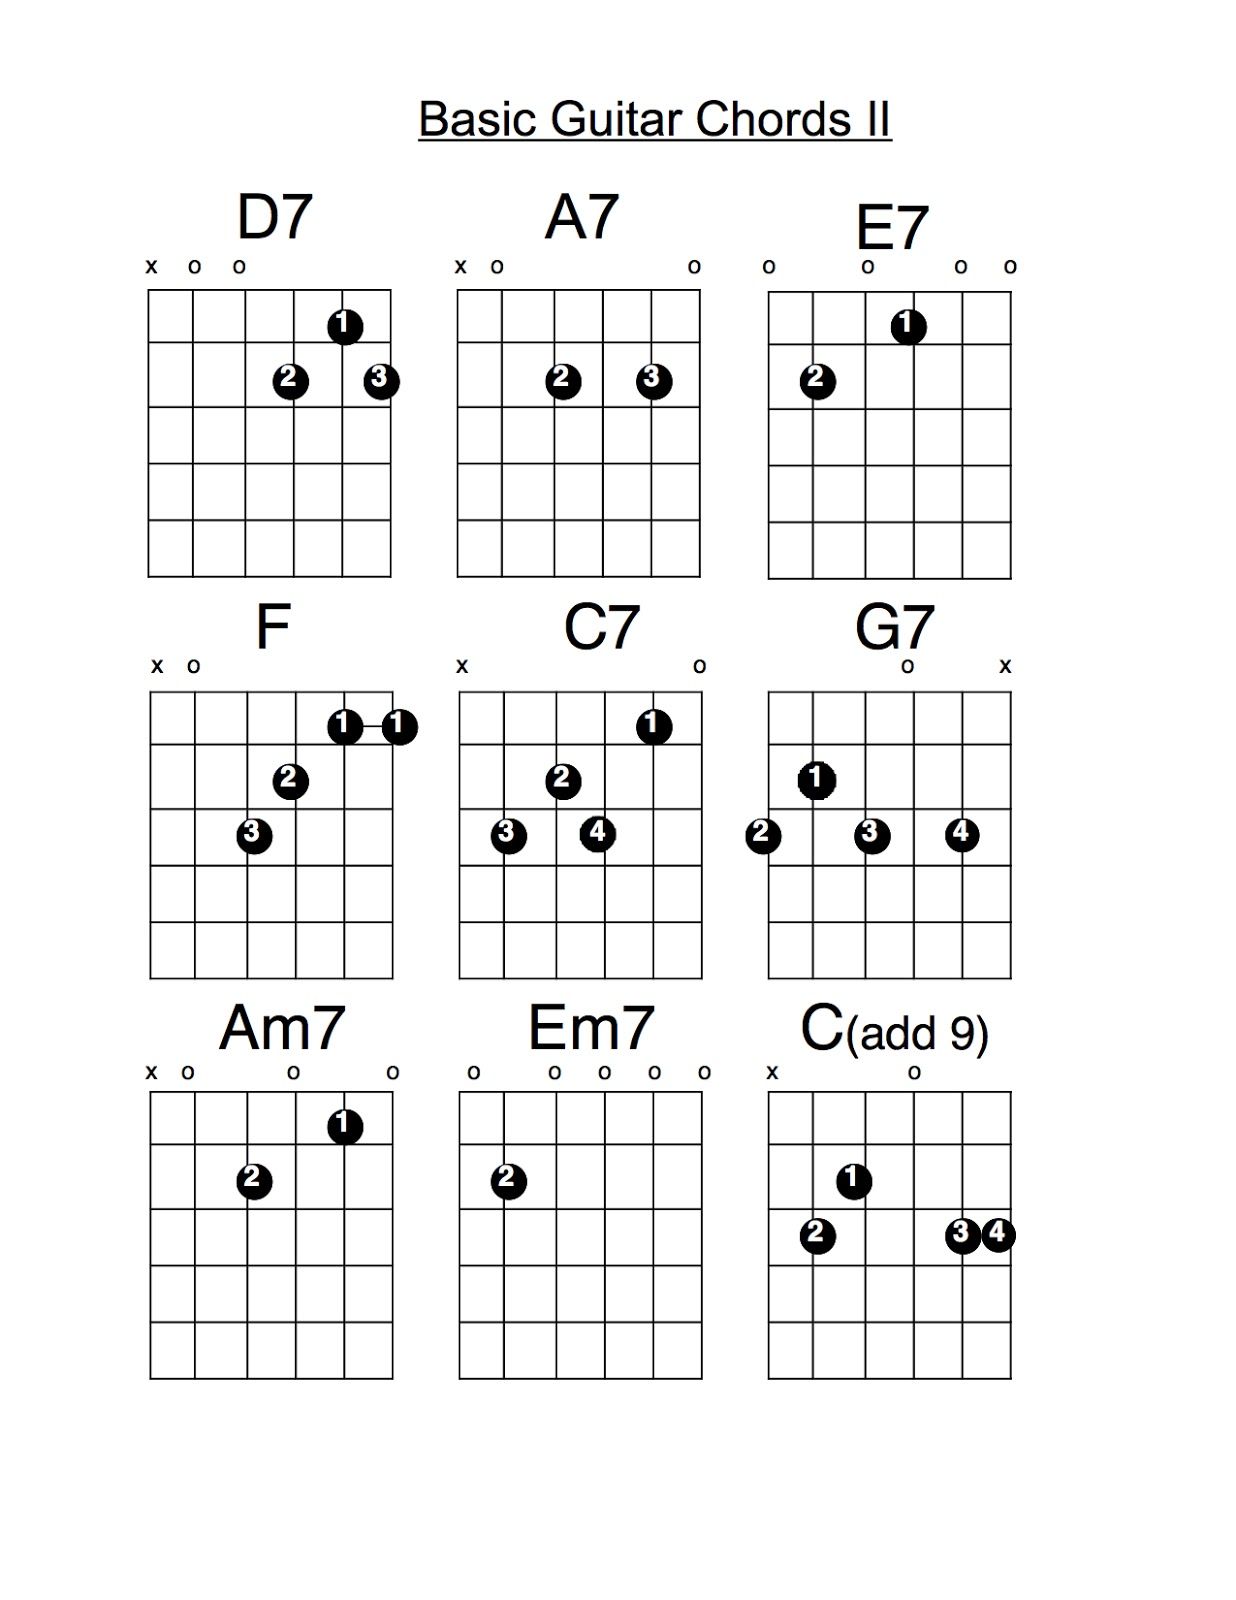 Basic Guitar Chords II
D7 A7 E7
x o o x o o o o o o
1 1
2 3 2 3 2
F C7 G7
x o x o o x
1 1 1
2 2 1
3 3 4 2 3 4
Am7 Em7 C(add 9)
x o o o o o o o o x o
1
2 2 1
2 3 4